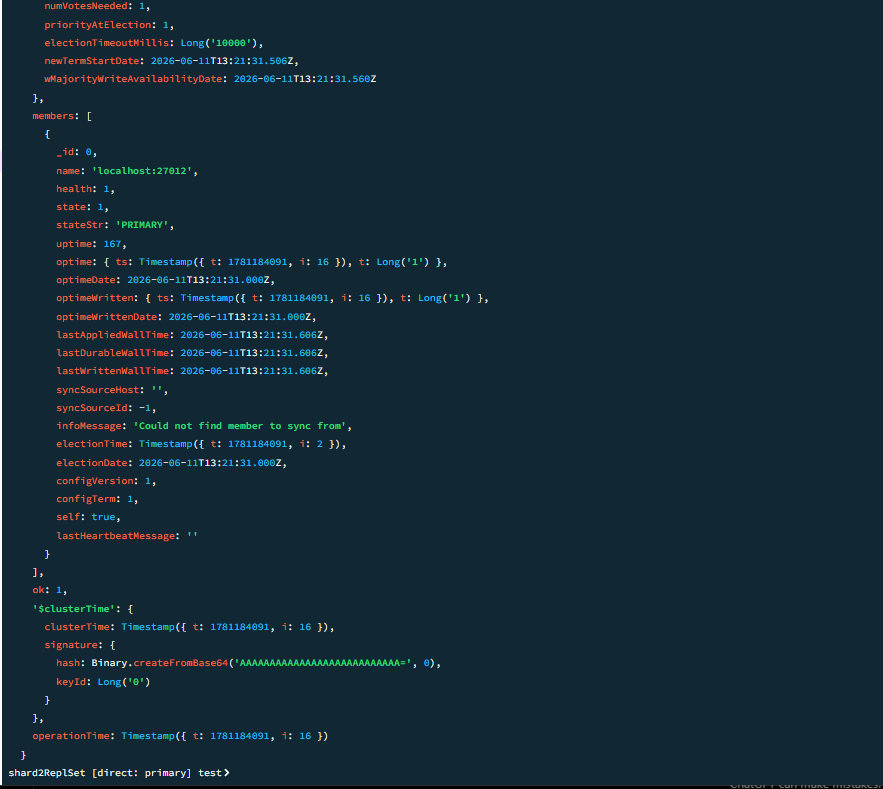 numVotesNeeded: 1,
priorityAtElection: 1,
electionTimeoutMillis: Long('10000'),
newTermStartDate: 2026-06-11T13:21:31.506Z,
wMajorityWriteAvailabilityDate: 2026-06-11T13:21:31.560Z
},
members: [
{
_id: 0,
name: 'localhost:27012',
health: 1,
state: 1,
stateStr: 'PRIMARY',
uptime: 167,
optime: { ts: Timestamp({ t: 1781184091, i: 16 }), t: Long('1') },
optimeDate: 2026-06-11T13:21:31.000Z,
optimeWritten: { ts: Timestamp({ t: 1781184091, i: 16 }), t: Long('1') },
optimeWrittenDate: 2026-06-11T13:21:31.000Z,
lastAppliedWallTime: 2026-06-11T13:21:31.606Z,
lastDurableWallTime: 2026-06-11T13:21:31.606Z,
lastWrittenWallTime: 2026-06-11T13:21:31.606Z,
syncSourceHost: '',
syncSourceId: -1,
infoMessage: 'Could not find member to sync from',
electionTime: Timestamp({ t: 1781184091, i: 2 }),
electionDate: 2026-06-11T13:21:31.000Z,
configVersion: 1,
configTerm: 1,
self: true,
lastHeartbeatMessage: ''
}
],
ok: 1,
'$clusterTime': {
clusterTime: Timestamp({ t: 1781184091, i: 16 }),
signature: {
hash: Binary.createFromBase64('AAAAAAAAAAAAAAAAAAAAAAAAAAA=', 0),
keyId: Long('0')
}
},
operationTime: Timestamp({ t: 1781184091, i: 16 })
}
shard2ReplSet [direct: primary] test>
ChatGPT can make mistakes.